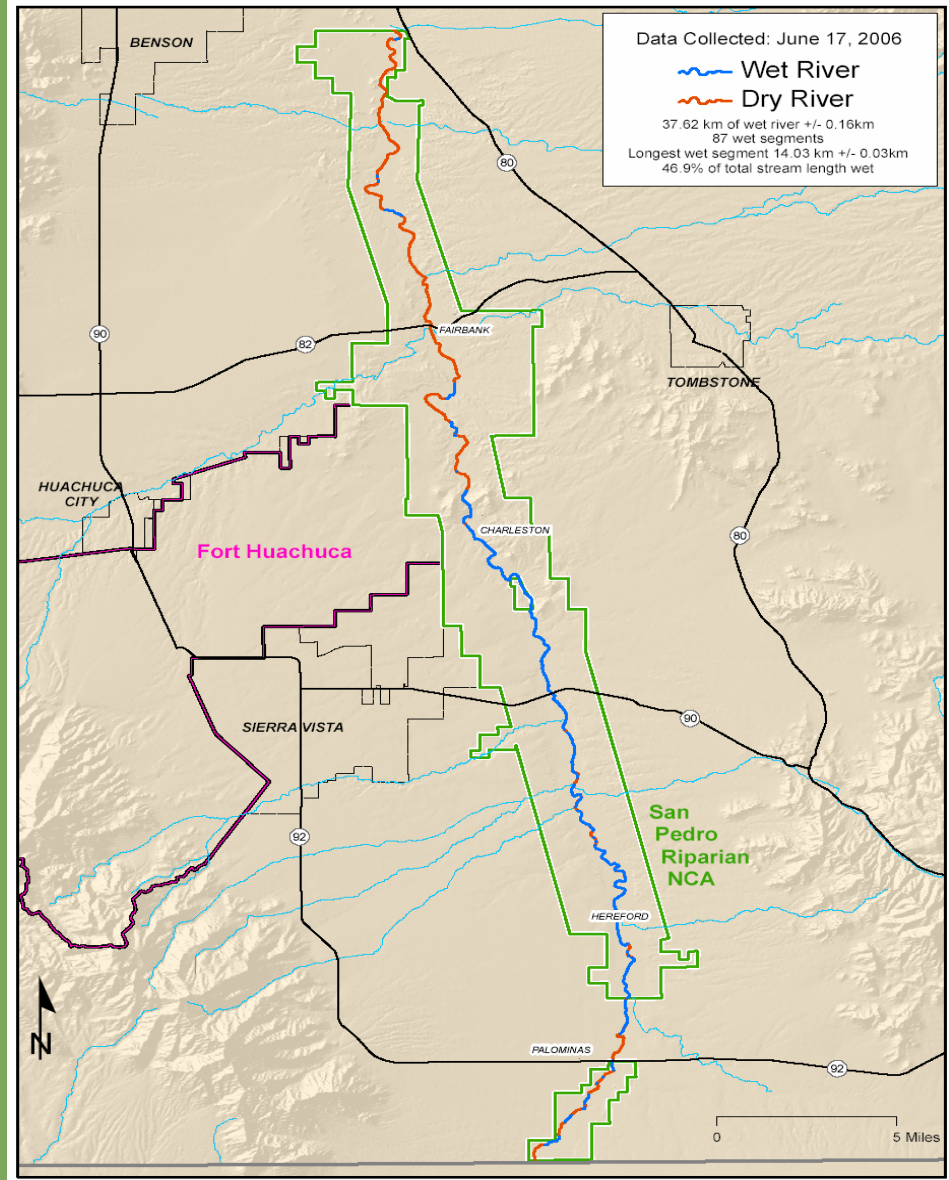 BENSON
Data Collected: June 17, 2006
Wet River
Dry River
37.62 km of wet river +/- 0.16km
87 wet segments
Longest wet segment 14.03 km +/- 0.03km
46.9% of total stream length wet
80
90
82
FAIRBANK
TOMBSTONE
HUACHUCA
CITY
CHARLESTON
80
Fort Huachuca
90
SIERRA VISTA
San
Pedro
Riparian
NCA
92
HEREFORD
N
PALOMINAS
92
0 5 Miles